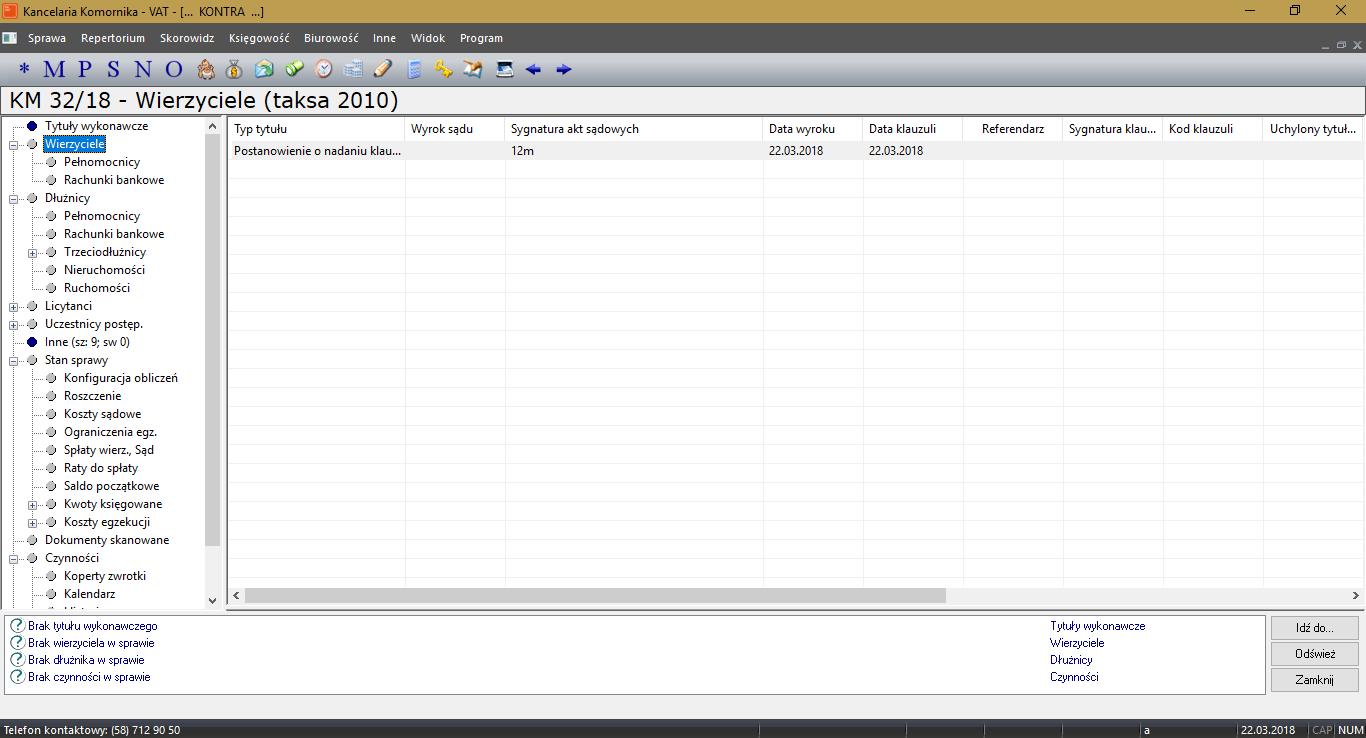 Kancelaria Komornika - VAT - [... KONTRA ...]
Sprawa Repertorium Skorowidz Księgowość Biurowość Inne Widok Program
* M P S N O
KM 32/18 - Wierzyciele (taksa 2010)
Tytuły wykonawcze
Wierzyciele
Pełnomocnicy
Rachunki bankowe
Dłużnicy
Pełnomocnicy
Rachunki bankowe
Trzeciodłużnicy
Nieruchomości
Ruchomości
Licytanci
Uczestnicy postęp.
Inne (sz: 9; sw 0)
Stan sprawy
Konfiguracja obliczeń
Roszczenie
Koszty sądowe
Ograniczenia egz.
Spłaty wierz., Sąd
Raty do spłaty
Saldo początkowe
Kwoty księgowane
Koszty egzekucji
Dokumenty skanowane
Czynności
Koperty zwrotki
Kalendarz
Typ tytułu Wyrok sądu Sygnatura akt sądowych Data wyroku Data klauzuli Referendarz Sygnatura klau... Kod klauzuli Uchylony tytuł...
Postanowienie o nadaniu klau... 12m 22.03.2018 22.03.2018
Brak tytułu wykonawczego Tytuły wykonawcze
Brak wierzyciela w sprawie Wierzyciele
Brak dłużnika w sprawie Dłużnicy
Brak czynności w sprawie Czynności
Idź do...
Odśwież
Zamknij
Telefon kontaktowy: (58) 712 90 50 a 22.03.2018 CAP NUM